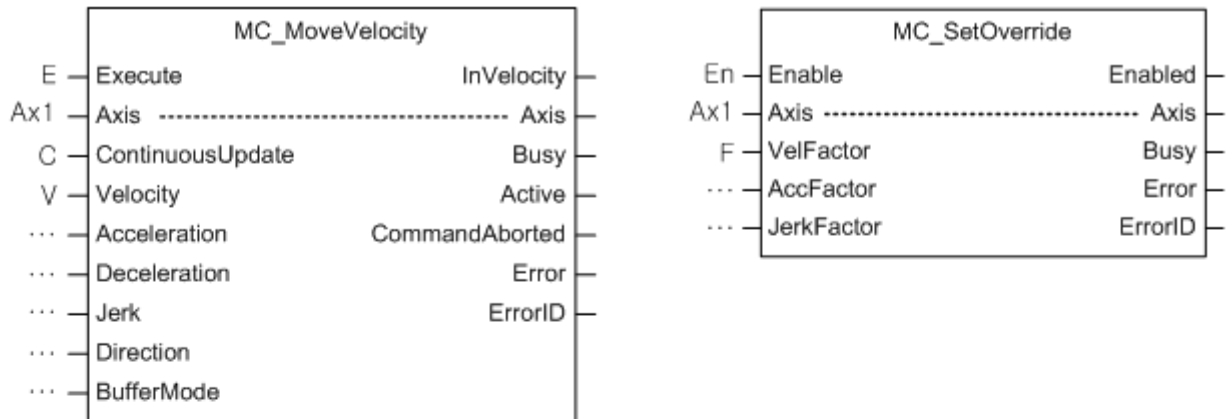 MC_MoveVelocity
E Execute InVelocity
Ax1 Axis Axis
C ContinuousUpdate Busy
V Velocity Active
... Acceleration CommandAborted
... Deceleration Error
... Jerk ErrorID
... Direction
... BufferMode
MC_SetOverride
En Enable Enabled
Ax1 Axis Axis
F VelFactor Busy
... AccFactor Error
... JerkFactor ErrorID